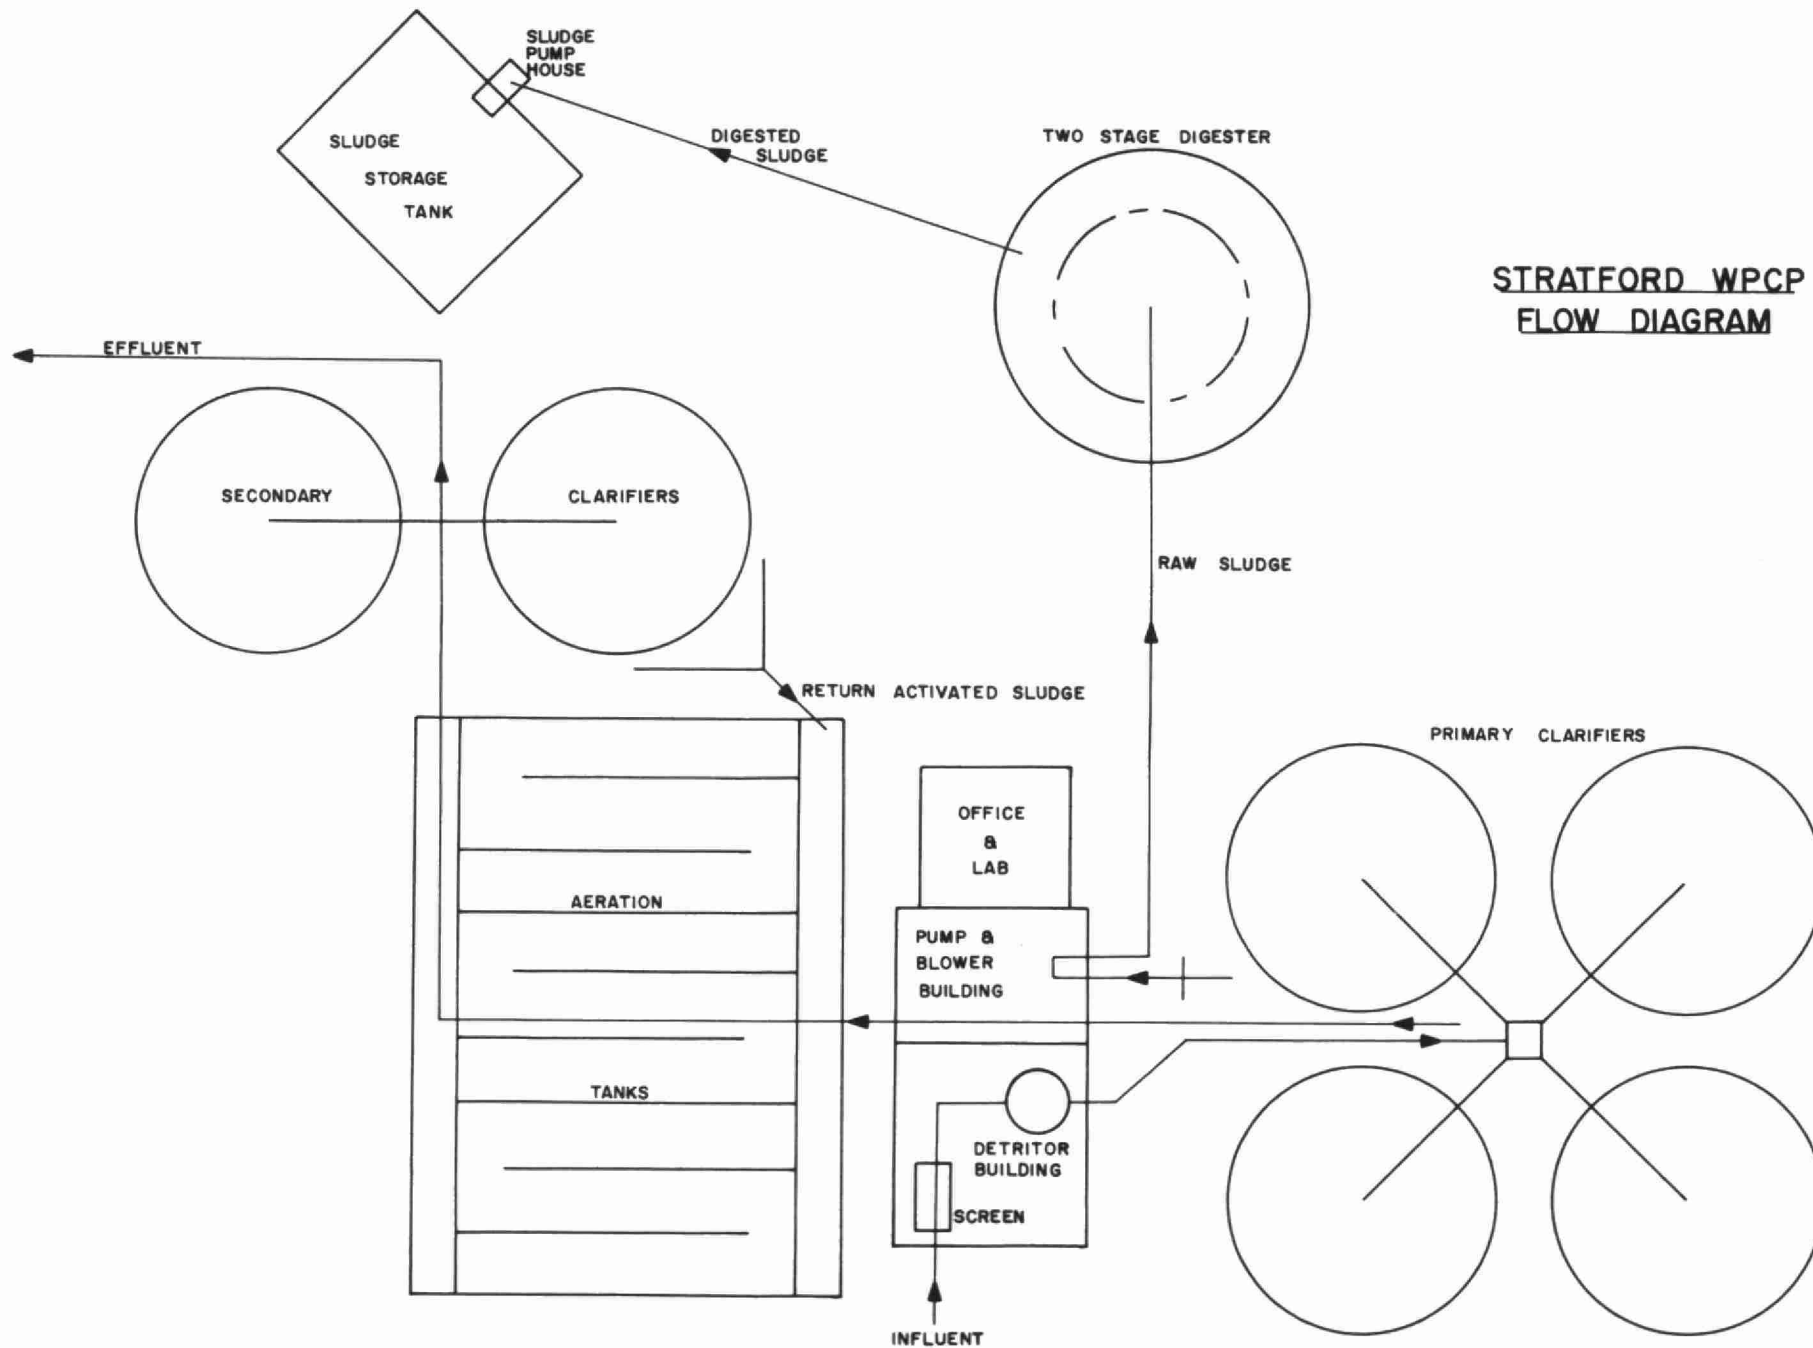 SLUDGE
PUMP
HOUSE
SLUDGE
STORAGE
TANK
DIGESTED
SLUDGE
TWO STAGE DIGESTER
STRATFORD WPCP
FLOW DIAGRAM
EFFLUENT
SECONDARY
CLARIFIERS
RAW SLUDGE
RETURN ACTIVATED SLUDGE
PRIMARY CLARIFIERS
OFFICE
&
LAB
AERATION
TANKS
PUMP &
BLOWER
BUILDING
DETRITOR
BUILDING
SCREEN
INFLUENT